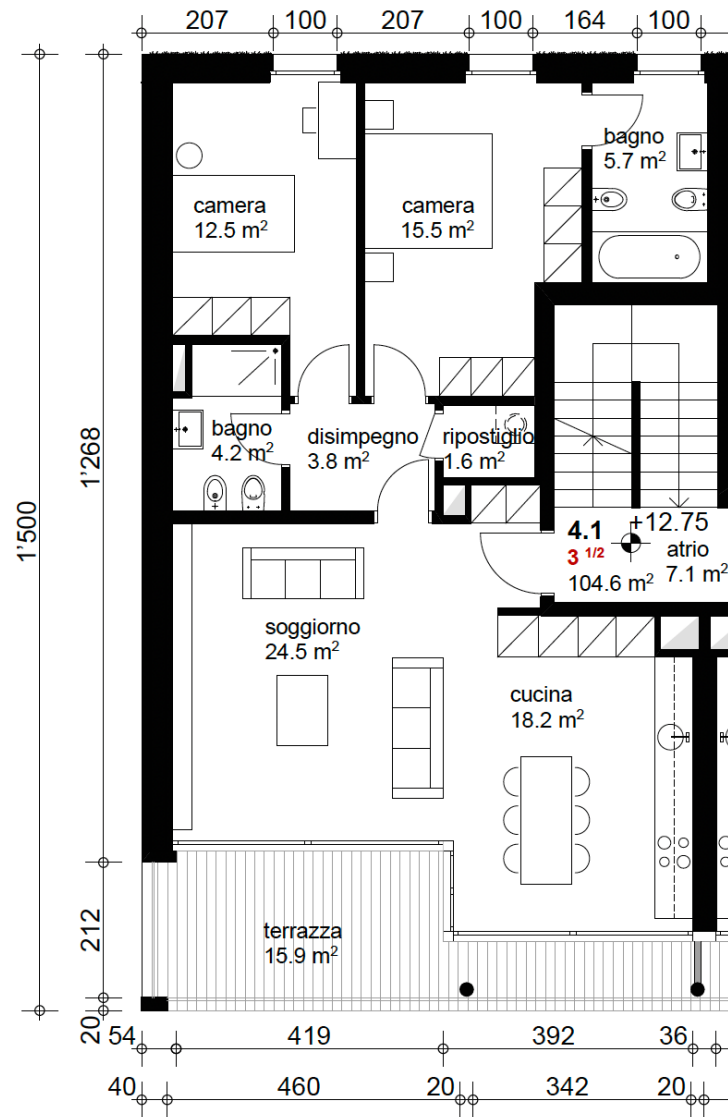 207 100 207 100 164 100
bagno
5.7 m²
camera
12.5 m²
camera
15.5 m²
bagno
4.2 m²
disimpegno
3.8 m²
ripostiglio
1.6 m²
1'268
1'500
4.1
+12.75
3 1/2
atrio
104.6 m²
7.1 m²
soggiorno
24.5 m²
cucina
18.2 m²
terrazza
15.9 m²
212
20
54 419 392 36
40 460 20 342 20